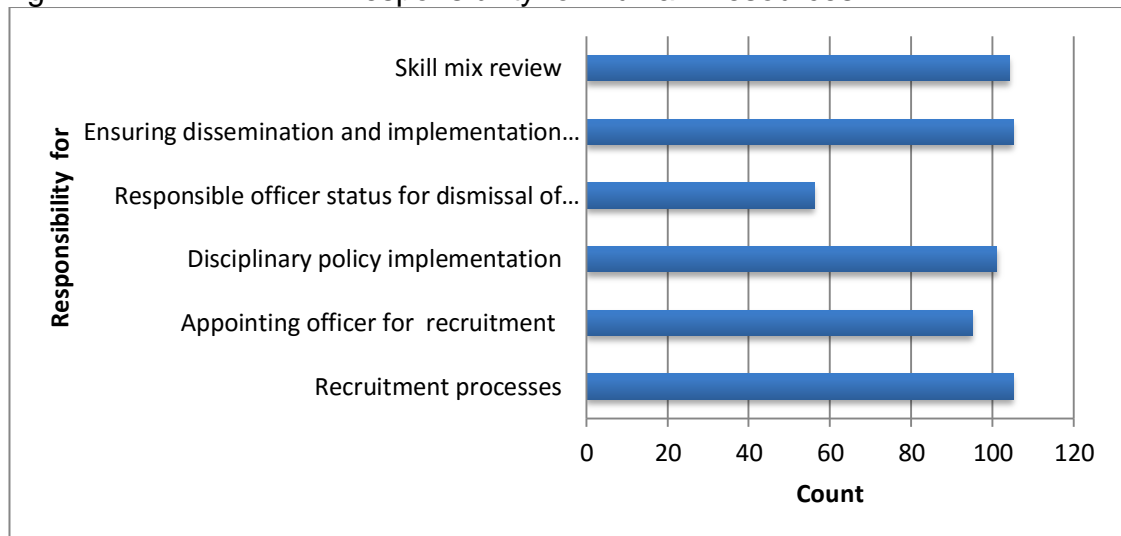 Responsibility for
Skill mix review
Ensuring dissemination and implementation…
Responsible officer status for dismissal of…
Disciplinary policy implementation
Appointing officer for recruitment
Recruitment processes
0 20 40 60 80 100 120
Count